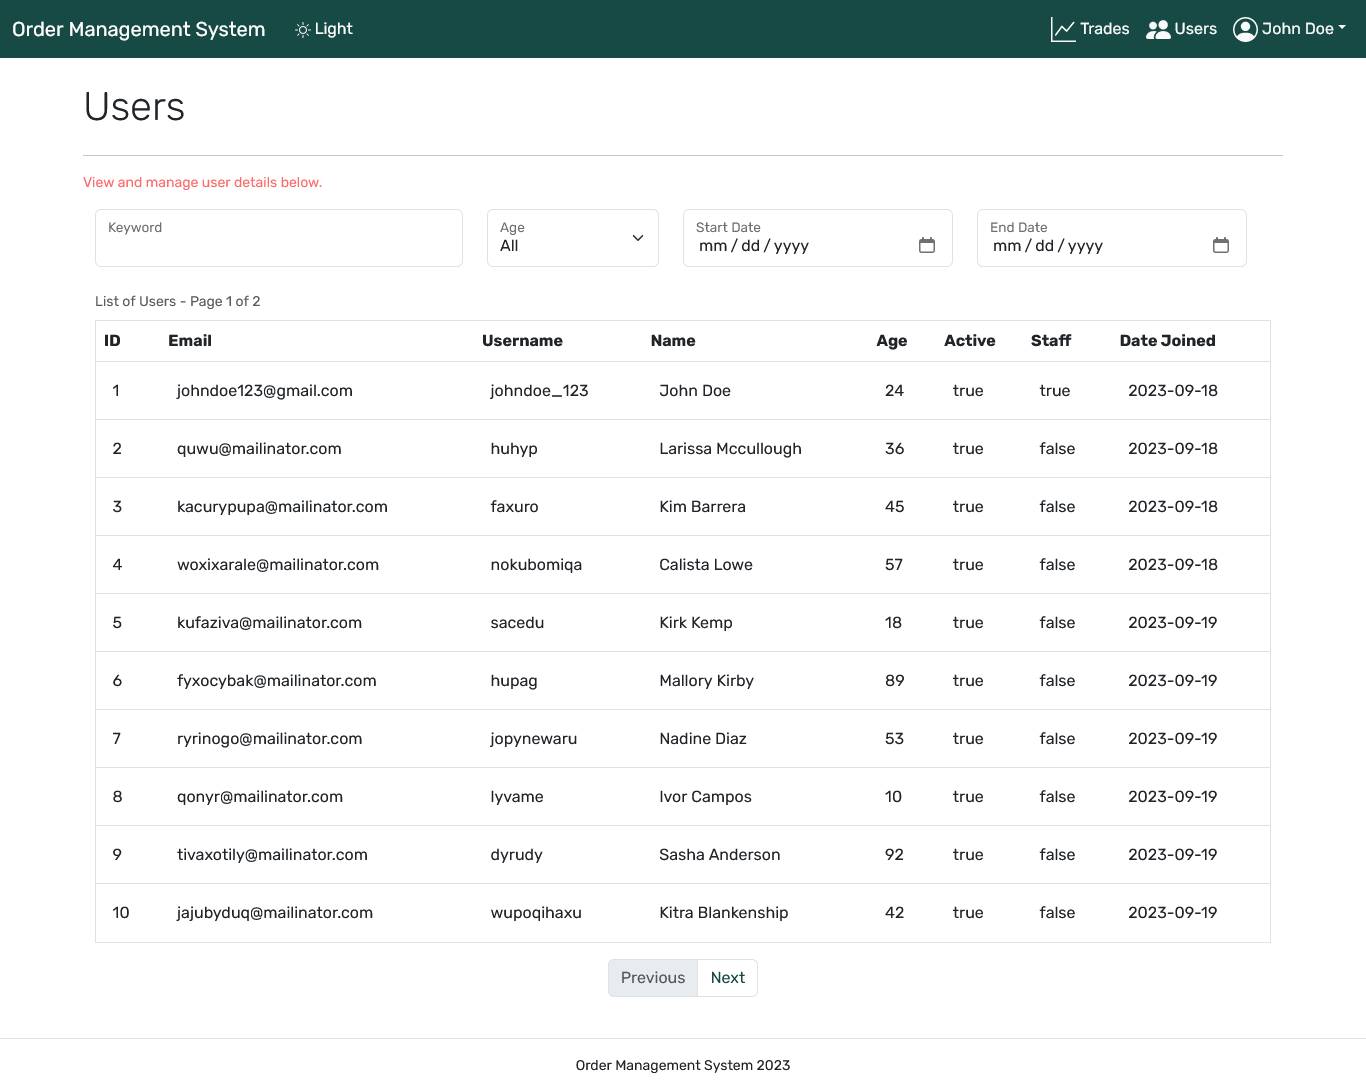 Order Management System Light Trades Users John Doe
Users
View and manage user details below.
Keyword Age Start Date End Date
All mm / dd / yyyy mm / dd / yyyy
List of Users - Page 1 of 2
ID Email Username Name Age Active Staff Date Joined
1 johndoe123@gmail.com johndoe_123 John Doe 24 true true 2023-09-18
2 quwu@mailinator.com huhyp Larissa Mccullough 36 true false 2023-09-18
3 kacurypupa@mailinator.com faxuro Kim Barrera 45 true false 2023-09-18
4 woxixarale@mailinator.com nokubomiqa Calista Lowe 57 true false 2023-09-18
5 kufaziva@mailinator.com sacedu Kirk Kemp 18 true false 2023-09-19
6 fyxocybak@mailinator.com hupag Mallory Kirby 89 true false 2023-09-19
7 ryrinogo@mailinator.com jopynewaru Nadine Diaz 53 true false 2023-09-19
8 qonyr@mailinator.com lyvame Ivor Campos 10 true false 2023-09-19
9 tivaxotily@mailinator.com dyrudy Sasha Anderson 92 true false 2023-09-19
10 jajubyduq@mailinator.com wupoqihaxu Kitra Blankenship 42 true false 2023-09-19
Previous Next
Order Management System 2023